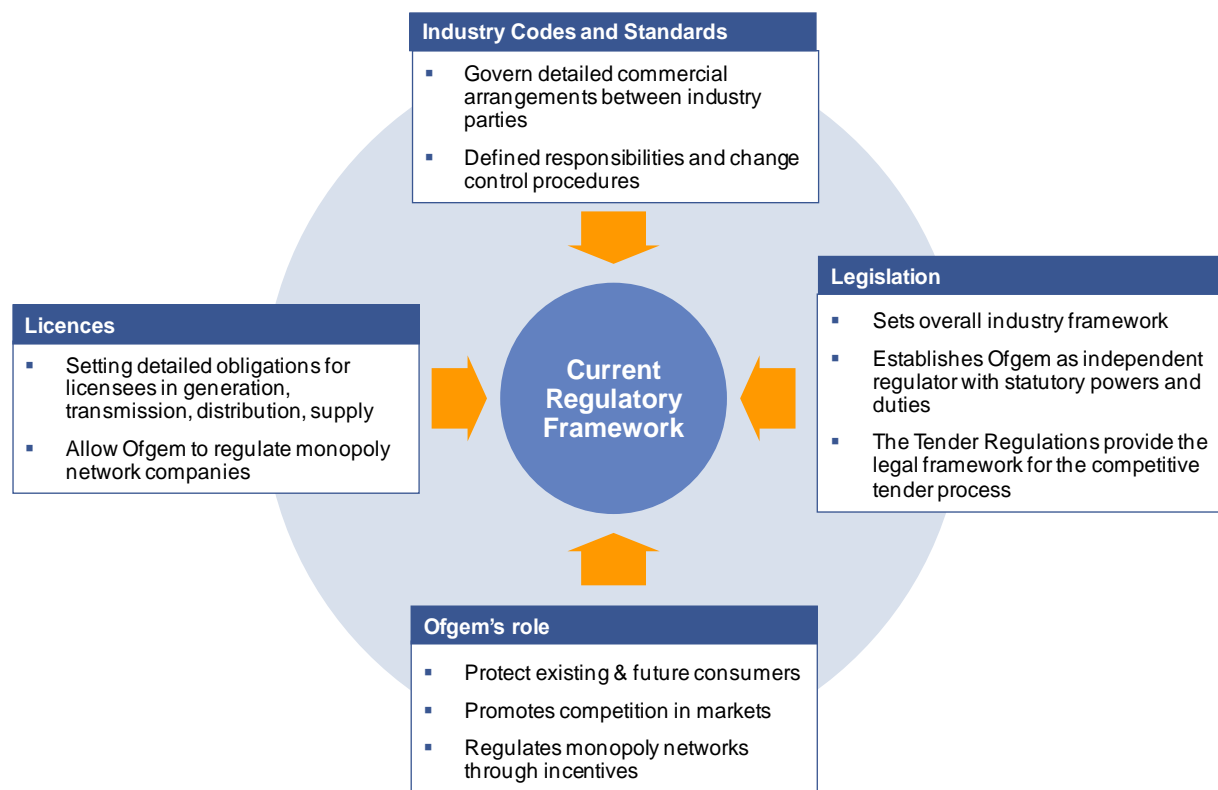 Industry Codes and Standards
▪ Govern detailed commercial
arrangements between industry
parties
▪ Defined responsibilities and change
control procedures
Legislation
▪ Sets overall industry framework
▪ Establishes Ofgem as independent
regulator with statutory powers and
duties
▪ The Tender Regulations provide the
legal framework for the competitive
tender process
Licences
▪ Setting detailed obligations for
licensees in generation,
transmission, distribution, supply
▪ Allow Ofgem to regulate monopoly
network companies
Current
Regulatory
Framework
Ofgem's role
▪ Protect existing & future consumers
▪ Promotes competition in markets
▪ Regulates monopoly networks
through incentives